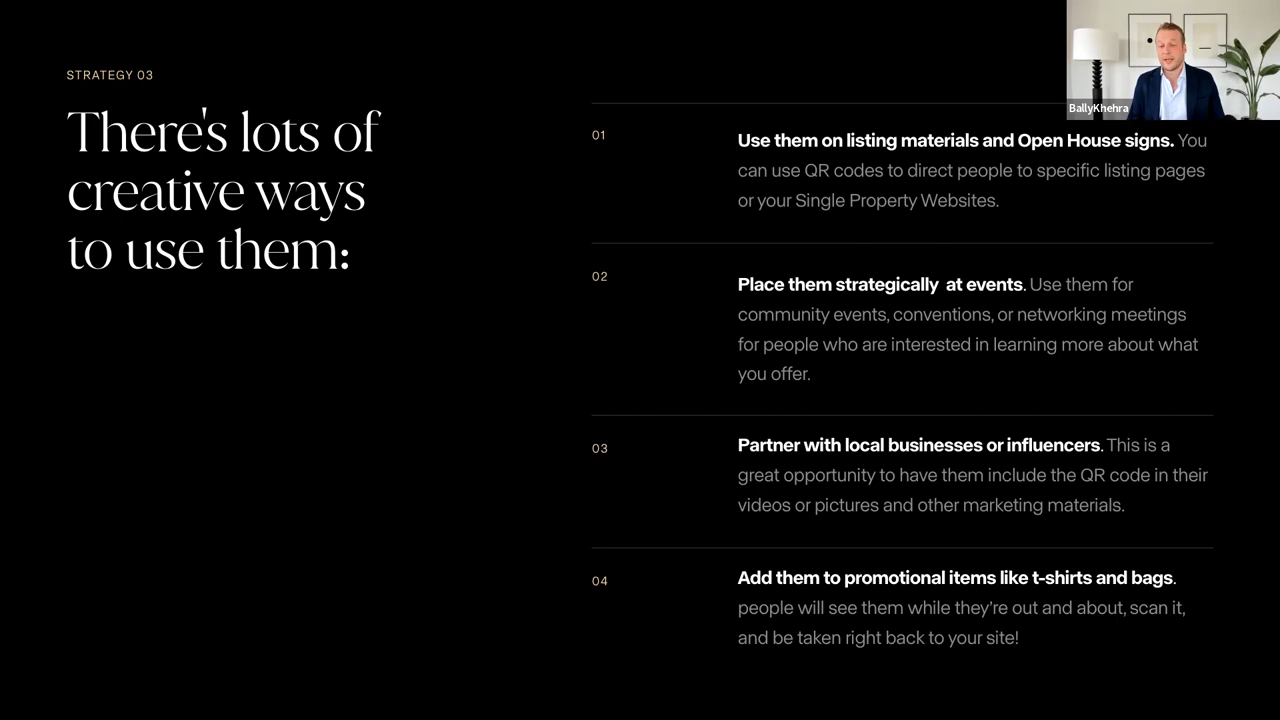 STRATEGY 03
There's lots of
creative ways
to use them:
BallyKhehra
01
Use them on listing materials and Open House signs. You
can use QR codes to direct people to specific listing pages
or your Single Property Websites.
02
Place them strategically  at events. Use them for
community events, conventions, or networking meetings
for people who are interested in learning more about what
you offer.
03
Partner with local businesses or influencers. This is a
great opportunity to have them include the QR code in their
videos or pictures and other marketing materials.
04
Add them to promotional items like t-shirts and bags.
people will see them while they’re out and about, scan it,
and be taken right back to your site!